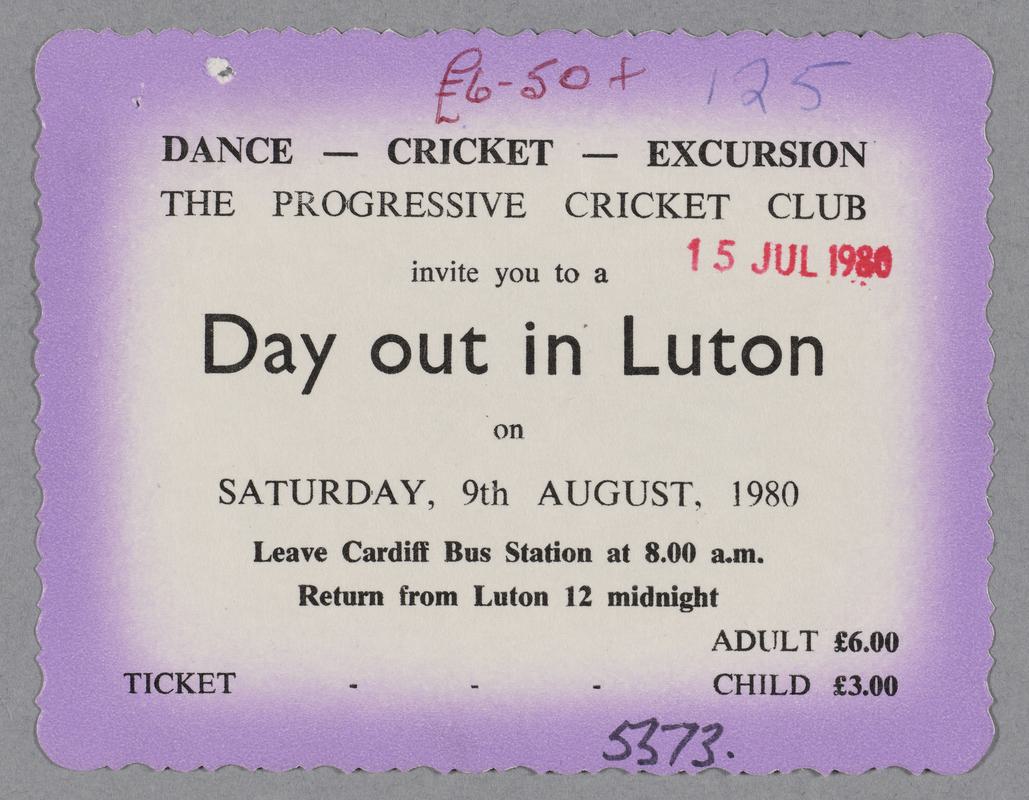 £6-50+ 125
DANCE — CRICKET — EXCURSION
THE PROGRESSIVE CRICKET CLUB
15 JUL 1980
invite you to a
Day out in Luton
on
SATURDAY, 9th AUGUST, 1980
Leave Cardiff Bus Station at 8.00 a.m.
Return from Luton 12 midnight
ADULT £6.00
TICKET - - - CHILD £3.00
5373.